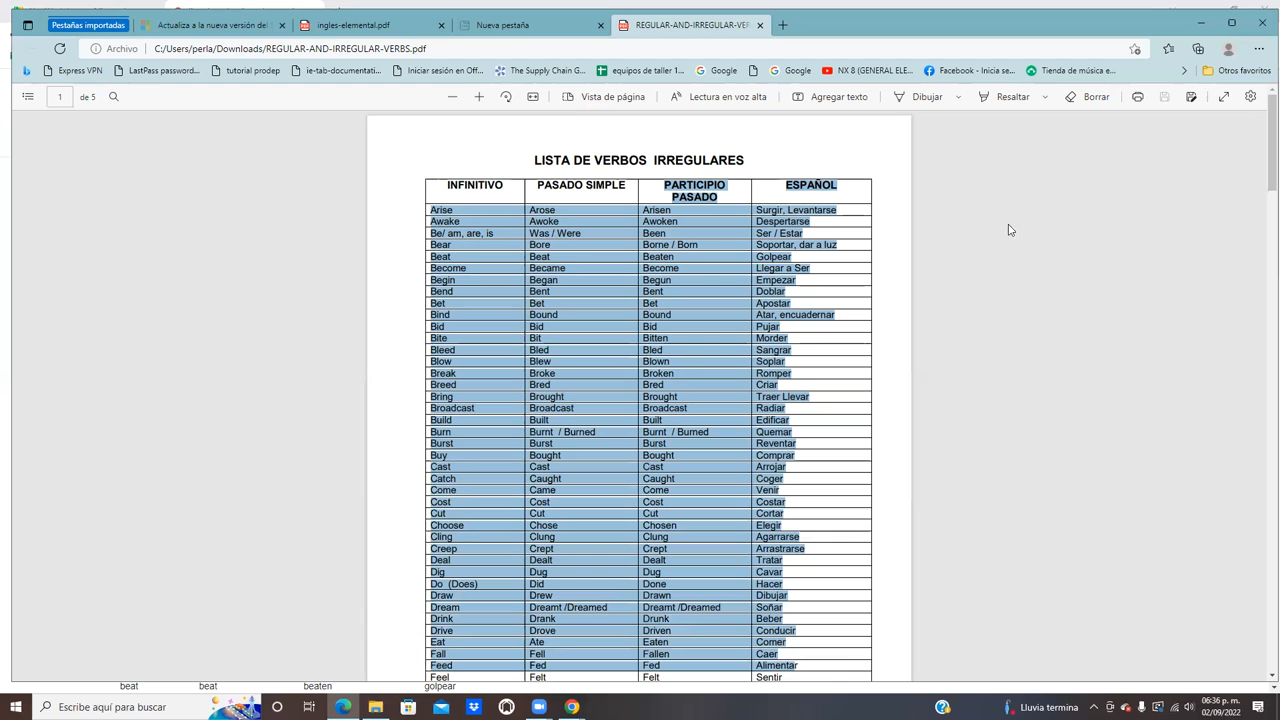 Pestañas importadas Actualiza a la nueva versión del ingles-elemental.pdf Nueva pestaña REGULAR-AND-IRREGULAR-VER
Archivo C:/Users/perla/Downloads/REGULAR-AND-IRREGULAR-VERBS.pdf
Express VPN LastPass password... tutorial prodep ie-tab-documentati... Iniciar sesión en Off... The Supply Chain G... equipos de taller 1... Google Google NX 8 (GENERAL ELE... Facebook - Inicia se... Tienda de música e... Otros favoritos
1 de 5 Vista de página Lectura en voz alta Agregar texto Dibujar Resaltar Borrar
LISTA DE VERBOS IRREGULARES
INFINITIVO PASADO SIMPLE PARTICIPIO PASADO ESPAÑOL
Arise Arose Arisen Surgir, Levantarse
Awake Awoke Awoken Despertarse
Be/ am, are, is Was / Were Been Ser / Estar
Bear Bore Borne / Born Soportar, dar a luz
Beat Beat Beaten Golpear
Become Became Become Llegar a Ser
Begin Began Begun Empezar
Bend Bent Bent Doblar
Bet Bet Bet Apostar
Bind Bound Bound Atar, encuadernar
Bid Bid Bid Pujar
Bite Bit Bitten Morder
Bleed Bled Bled Sangrar
Blow Blew Blown Soplar
Break Broke Broken Romper
Breed Bred Bred Criar
Bring Brought Brought Traer Llevar
Broadcast Broadcast Broadcast Radiar
Build Built Built Edificar
Burn Burnt / Burned Burnt / Burned Quemar
Burst Burst Burst Reventar
Buy Bought Bought Comprar
Cast Cast Cast Arrojar
Catch Caught Caught Coger
Come Came Come Venir
Cost Cost Cost Costar
Cut Cut Cut Cortar
Choose Chose Chosen Elegir
Cling Clung Clung Agarrarse
Creep Crept Crept Arrastrarse
Deal Dealt Dealt Tratar
Dig Dug Dug Cavar
Do (Does) Did Done Hacer
Draw Drew Drawn Dibujar
Dream Dreamt /Dreamed Dreamt /Dreamed Soñar
Drink Drank Drunk Beber
Drive Drove Driven Conducir
Eat Ate Eaten Comer
Fall Fell Fallen Caer
Feed Fed Fed Alimentar
Feel Felt Felt Sentir
beat beat beaten golpear
Escribe aquí para buscar Lluvia termina 06:36 p. m.
02/09/2022